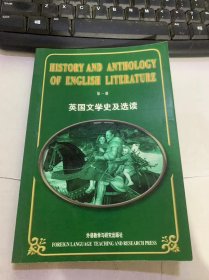 HISTORY AND ANTHOLOGY
OF ENGLISH LITERATURE
第一册
英国文学史及选读
外语教学与研究出版社
FOREIGN LANGUAGE TEACHING AND RESEARCH PRESS